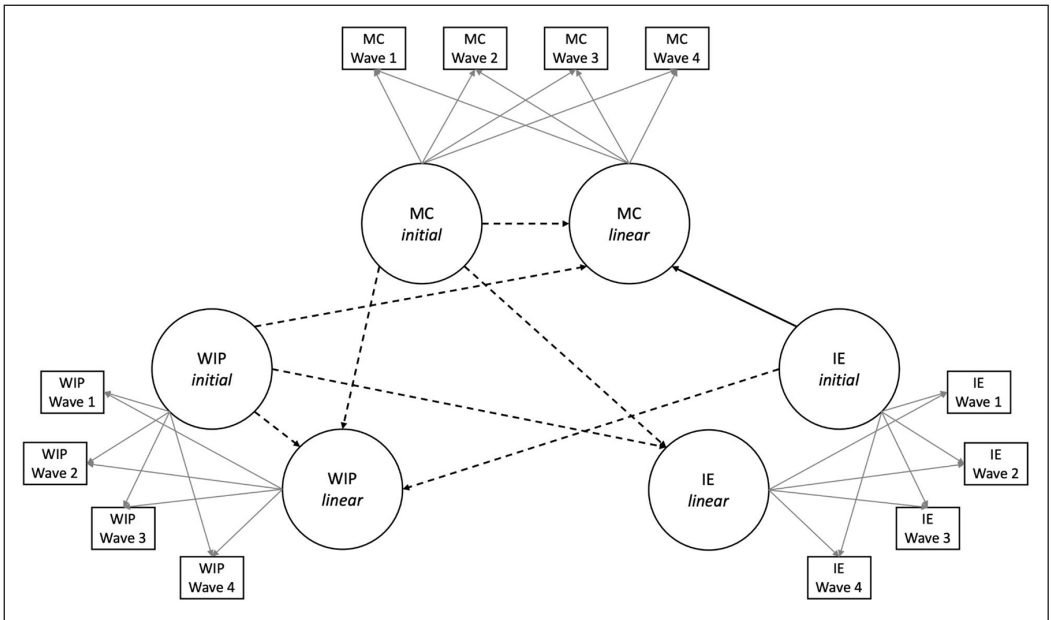 MC
Wave 1
MC
Wave 2
MC
Wave 3
MC
Wave 4
MC
initial
MC
linear
WIP
initial
IE
initial
WIP
Wave 1
WIP
Wave 2
WIP
Wave 3
WIP
Wave 4
WIP
linear
IE
linear
IE
Wave 1
IE
Wave 2
IE
Wave 3
IE
Wave 4